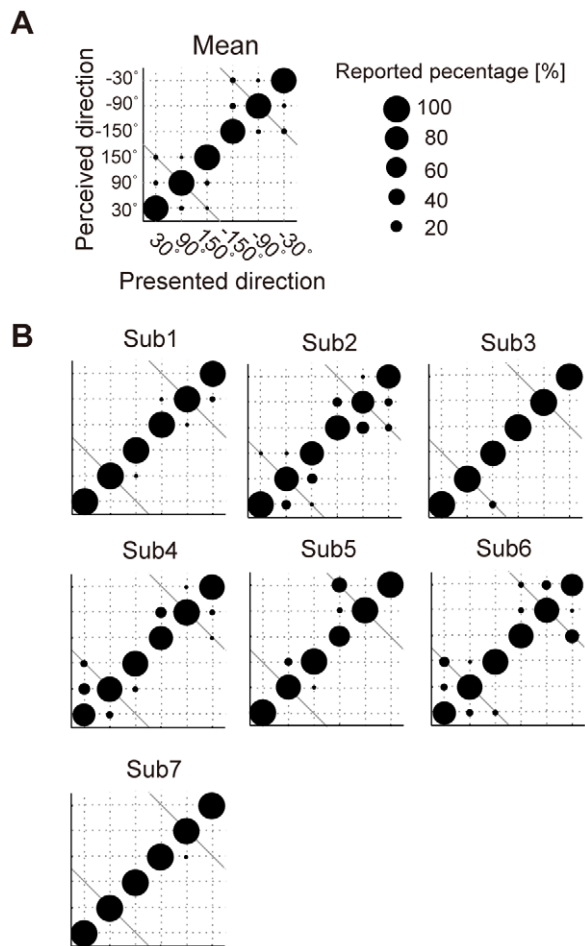 A
Mean
Reported pecentage [%]
Perceived direction
-30°
-90°
-150°
150°
90°
30°
30°
90°
150°
-150°
-90°
-30°
Presented direction
100
80
60
40
20
B
Sub1
Sub2
Sub3
Sub4
Sub5
Sub6
Sub7